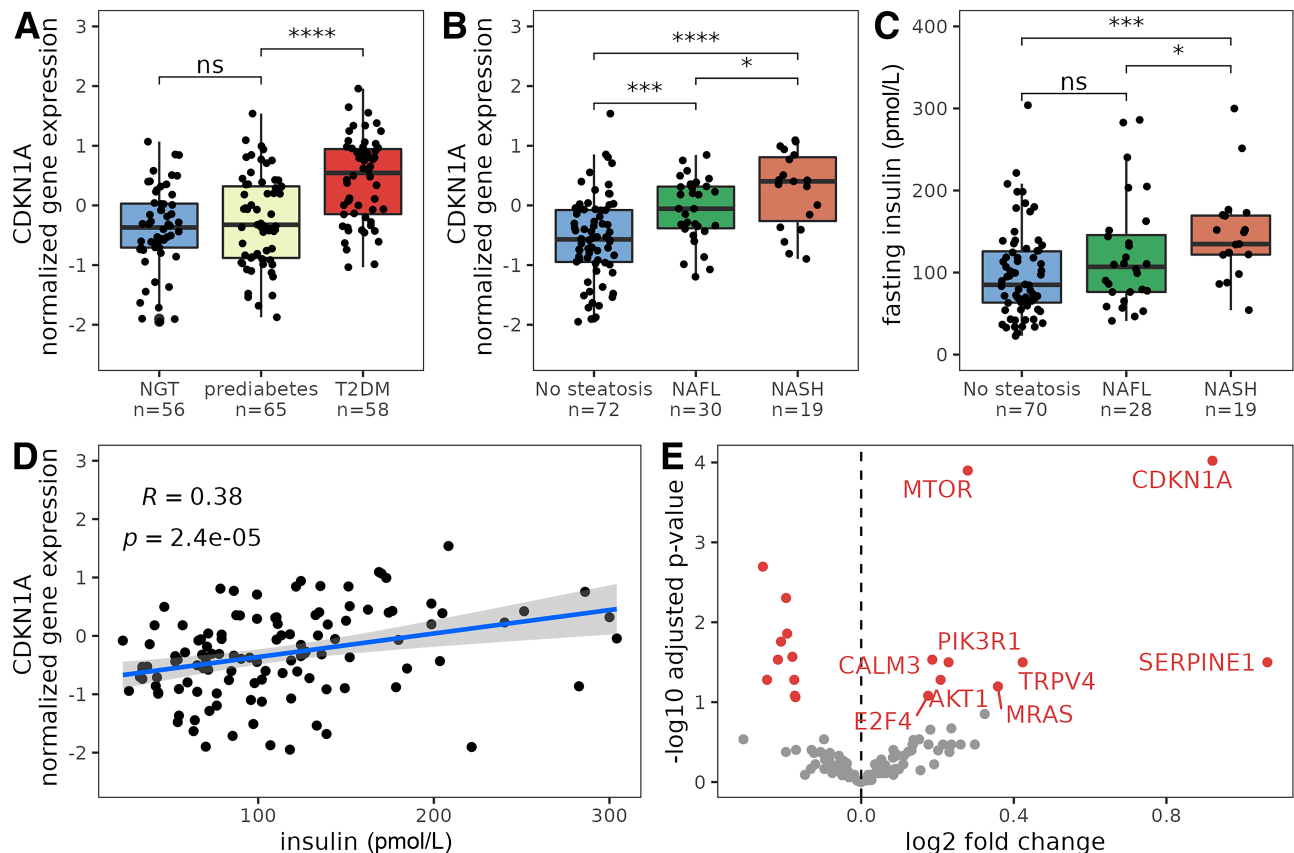 A
CDKN1A
normalized gene expression
3
2
1
0
-1
-2
ns
****
NGT
n=56
prediabetes
n=65
T2DM
n=58
B
CDKN1A
normalized gene expression
3
2
1
0
-1
-2
****
***
*
No steatosis
n=72
NAFL
n=30
NASH
n=19
C
fasting insulin (pmol/L)
400
300
200
100
0
***
*
ns
No steatosis
n=70
NAFL
n=28
NASH
n=19
D
CDKN1A
normalized gene expression
3
2
1
0
-1
-2
R = 0.38
p = 2.4e-05
100
200
300
insulin (pmol/L)
E
-log10 adjusted p-value
4
3
2
1
0
MTOR
CDKN1A
PIK3R1
CALM3
SERPINE1
TRPV4
AKT1
MRAS
E2F4
0.0
0.4
0.8
log2 fold change